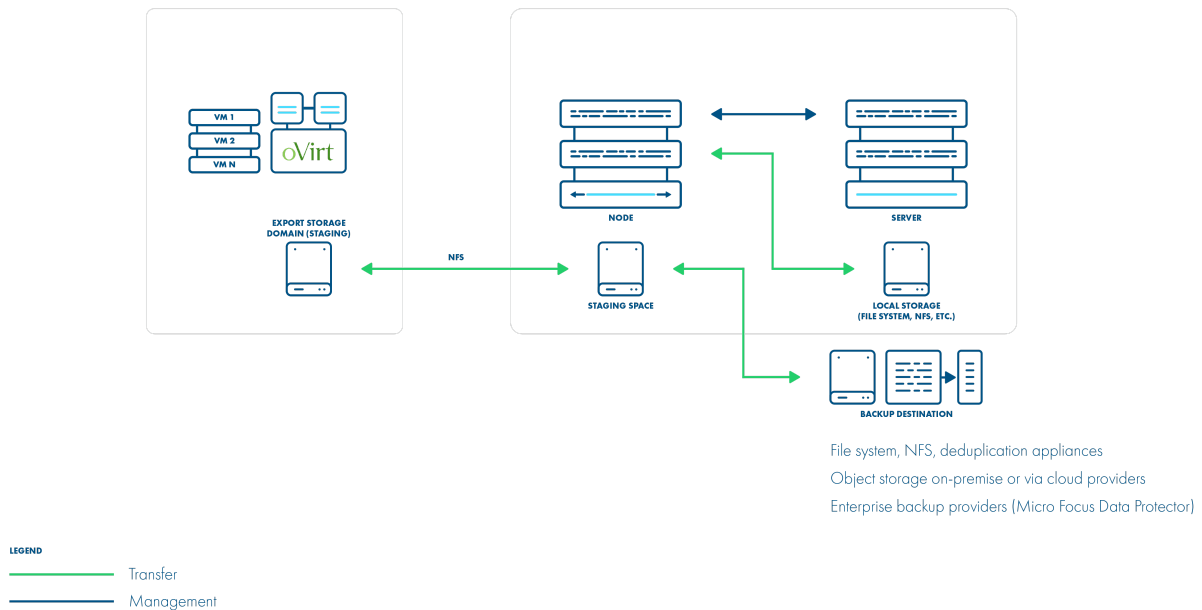 VM 1
VM 2
VM N
oVirt
NODE
SERVER
EXPORT STORAGE
DOMAIN (STAGING)
NFS
STAGING SPACE
LOCAL STORAGE
(FILE SYSTEM, NFS, ETC.)
BACKUP DESTINATION
File system, NFS, deduplication appliances
Object storage on-premise or via cloud providers
Enterprise backup providers (Micro Focus Data Protector)
LEGEND
Transfer
Management